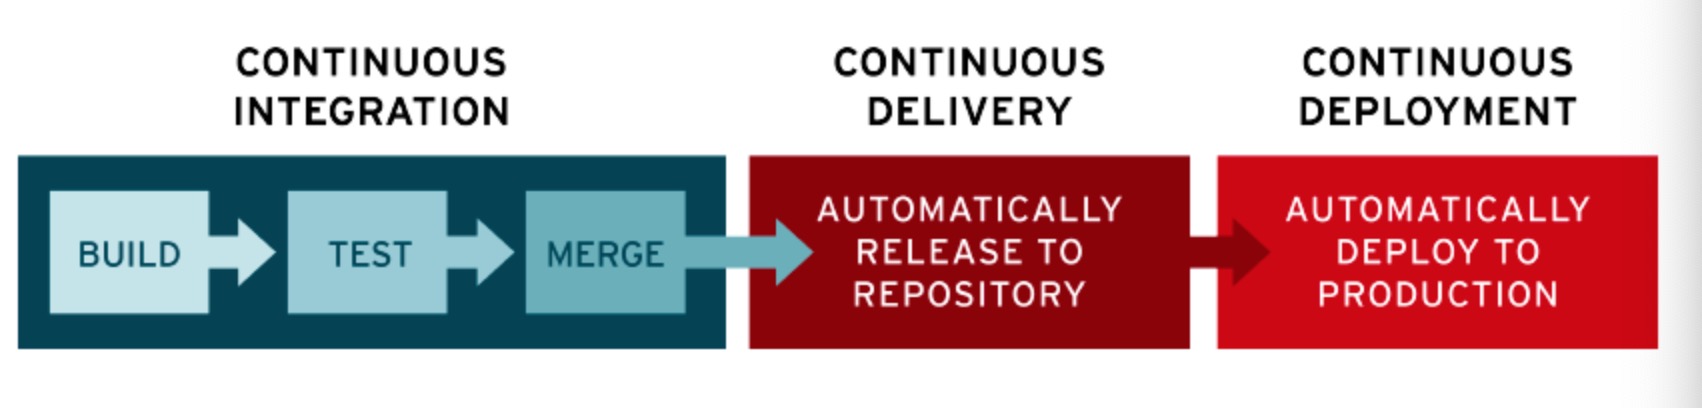 CONTINUOUS
INTEGRATION
BUILD
TEST
MERGE
CONTINUOUS
DELIVERY
AUTOMATICALLY
RELEASE TO
REPOSITORY
CONTINUOUS
DEPLOYMENT
AUTOMATICALLY
DEPLOY TO
PRODUCTION